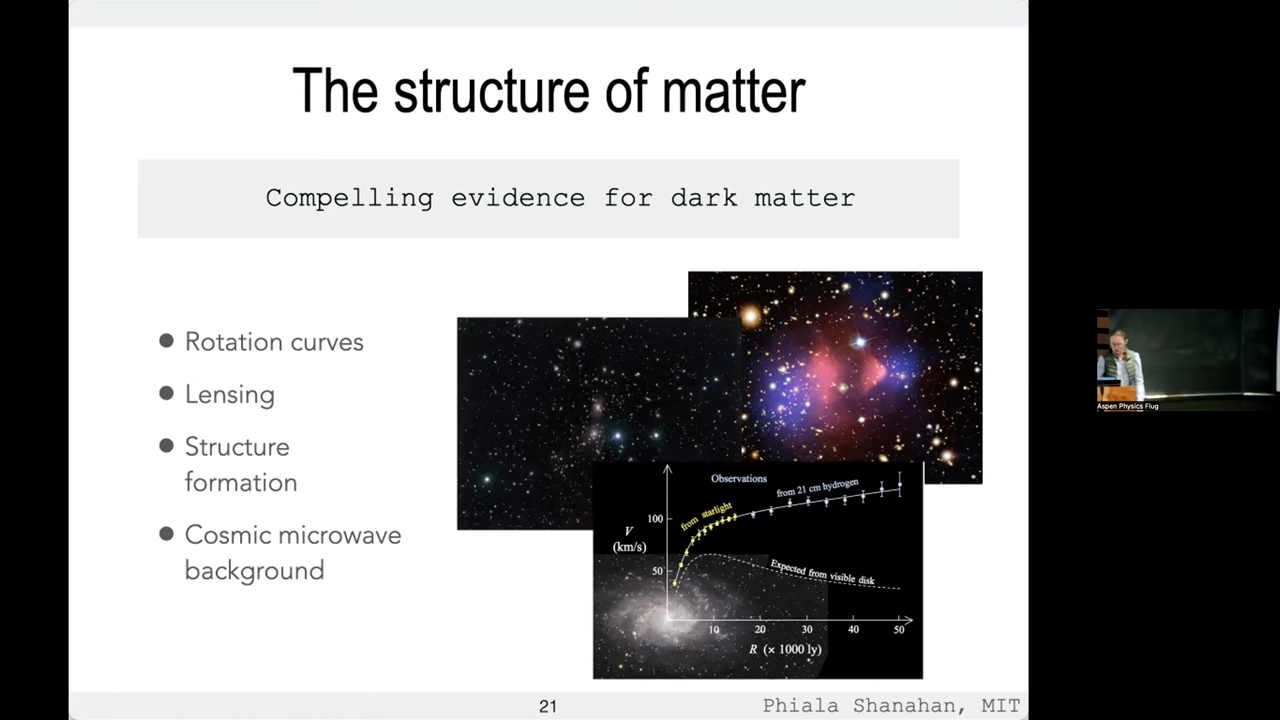 The structure of matter
Compelling evidence for dark matter
Rotation curves
Lensing
Structure
formation
Cosmic microwave
background
Observations
from 21 cm hydrogen
from starlight
100
V
(km/s)
50
Expected from visible disk
10 20 30 40 50
R (× 1000 ly)
21
Phiala Shanahan, MIT
Aspen Physics Flug